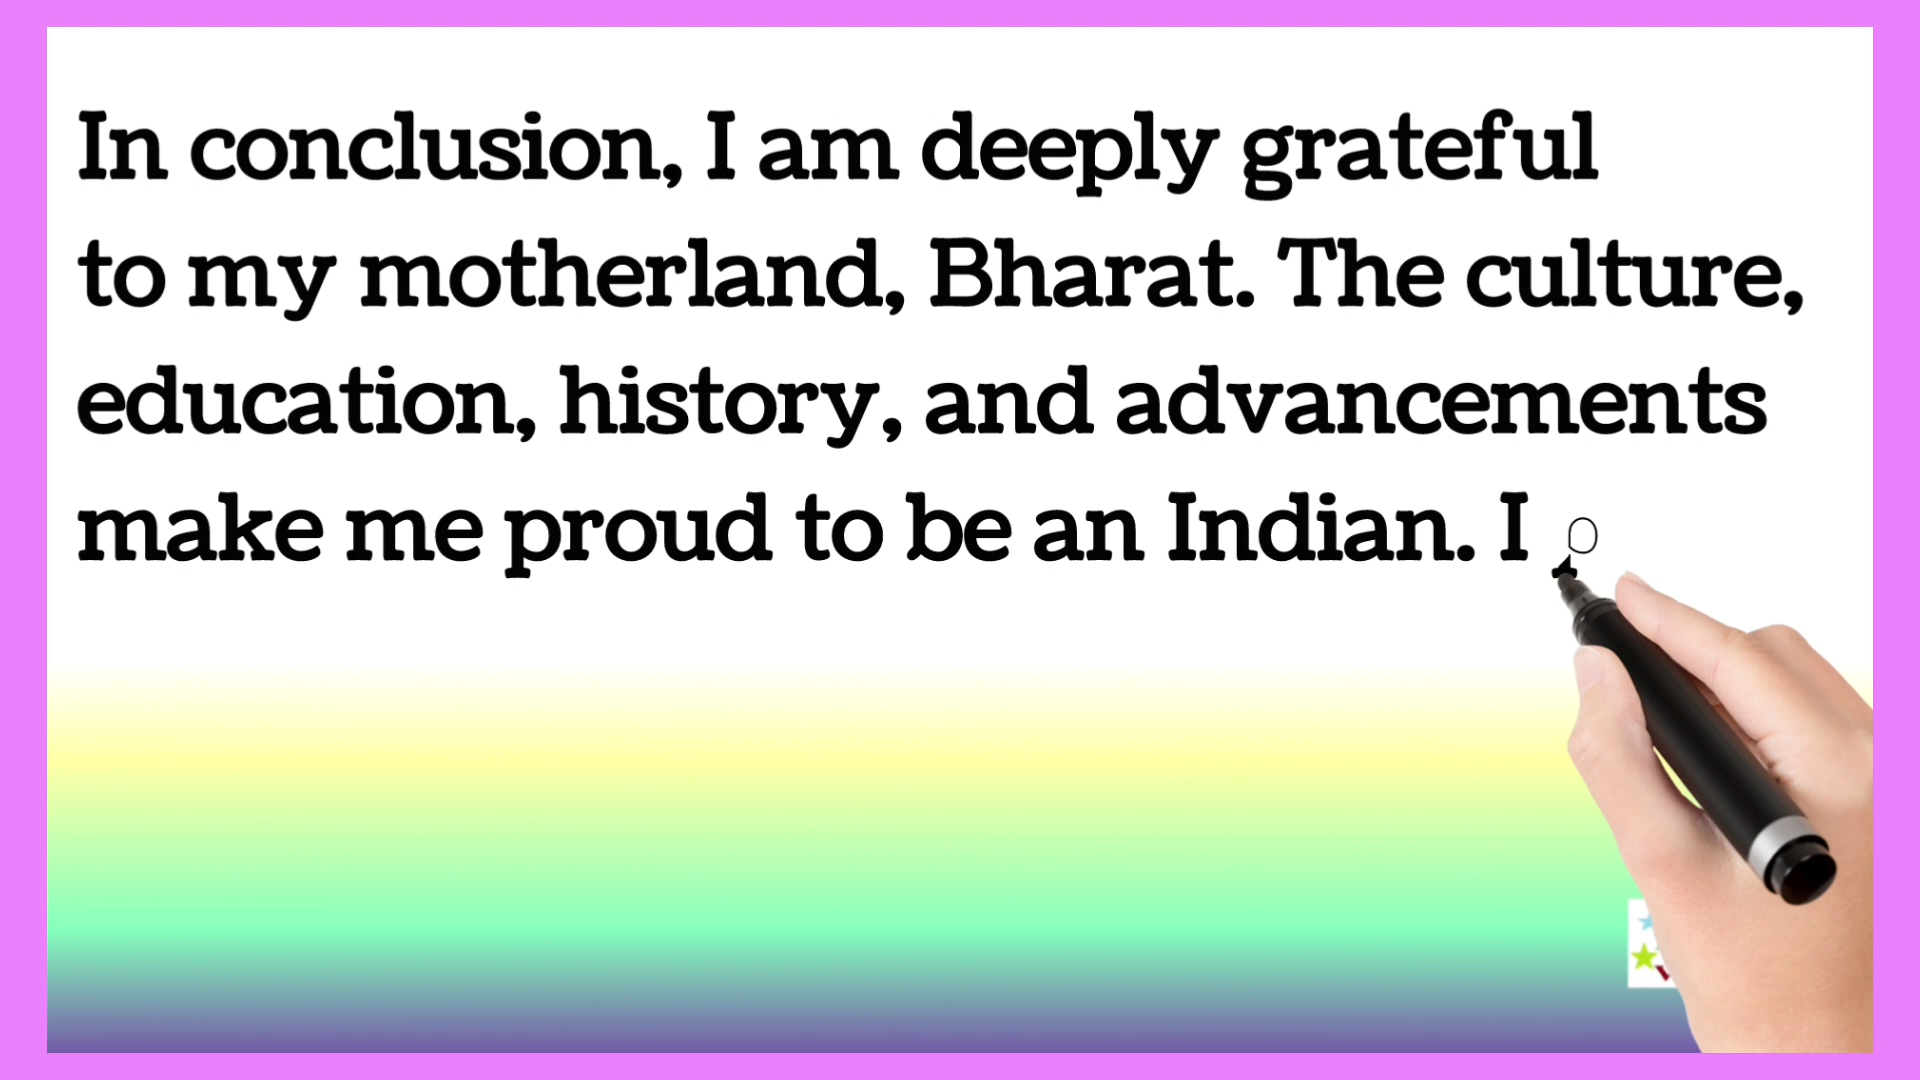 In conclusion, I am deeply grateful
to my motherland, Bharat. The culture,
education, history, and advancements
make me proud to be an Indian. I